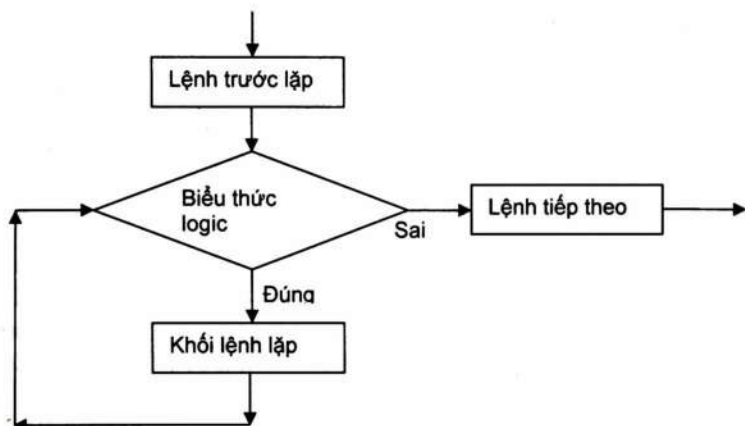 Lệnh trước lặp
Biểu thức
logic
Sai
Lệnh tiếp theo
Đúng
Khối lệnh lặp